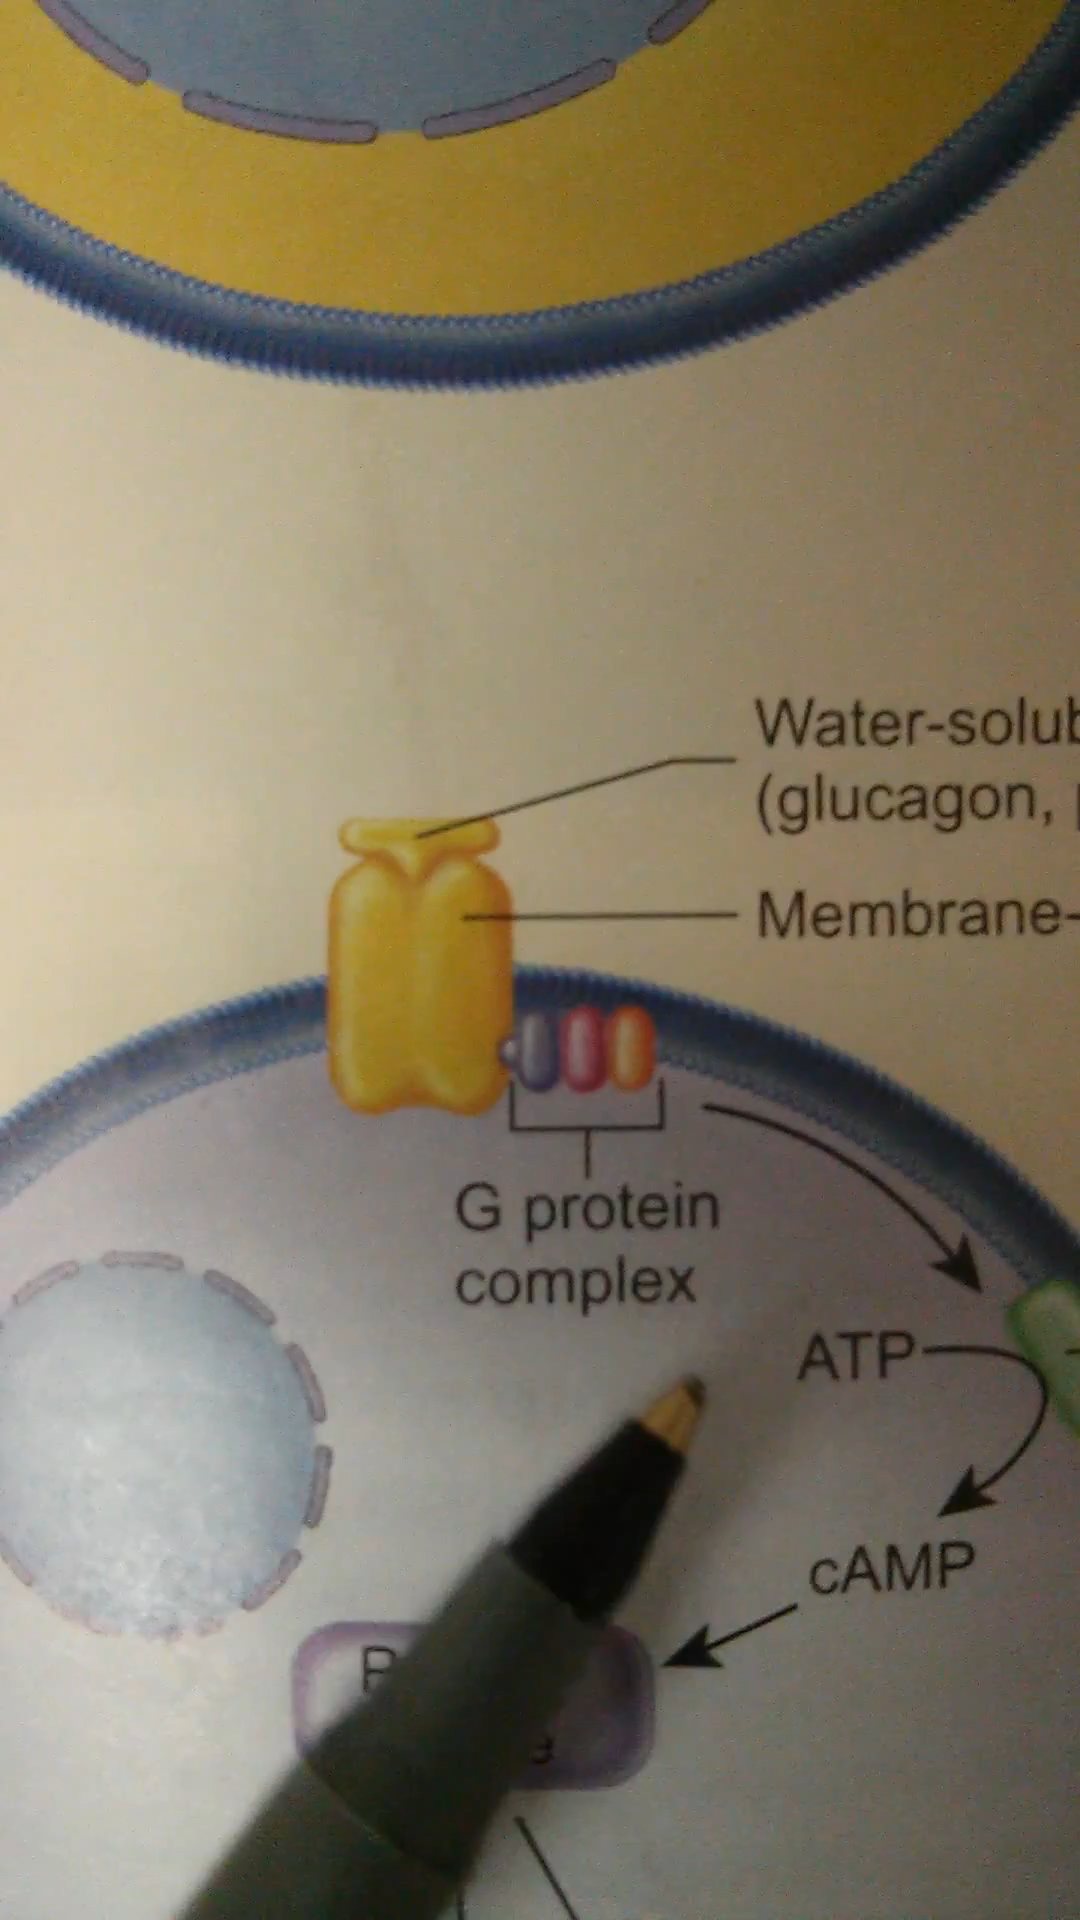 Water-solub
(glucagon,
Membrane-
G protein
complex
ATP
cAMP